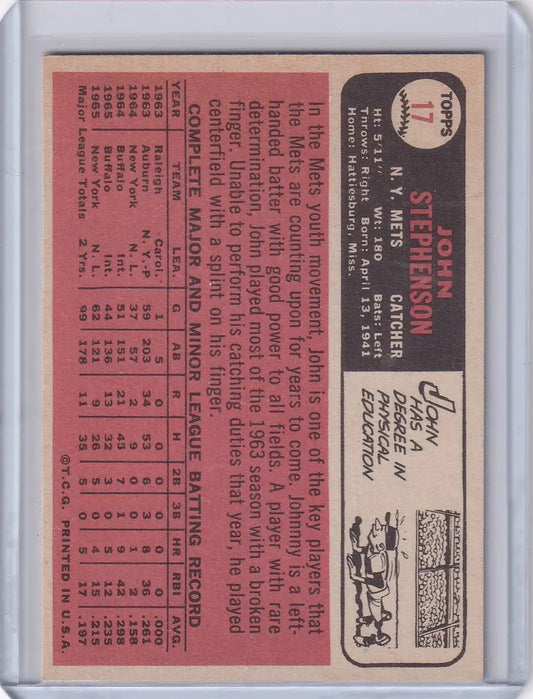 TOPPS
17
JOHN
STEPHENSON
N.Y. METS CATCHER
Ht: 5/11" Wt: 180 Bats: Left
Throws: Right Born: April 13, 1941
Home: Hattiesburg, Miss.
JOHN
HAS A
DEGREE IN
PHYSICAL
EDUCATION
In the Mets youth movement, John is one of the key players that
the Mets are counting upon for years to come. Johnny is a left-
handed batter with good power to all fields. A player with rare
determination, John played most of the 1963 season with a broken
finger. Unable to perform his catching duties that year, he played
centerfield with a splint on his finger.
COMPLETE MAJOR AND MINOR LEAGUE BATTING RECORD
YEAR TEAM LEA. G AB R H 2B 3B HR RBI AVG.
1963 Raleigh Carol. 1 5 0 0 0 0 0 0 .000
1963 Auburn N.Y.-P 59 203 34 53 6 3 8 36 .261
1964 New York N. L. 37 57 2 9 0 0 1 2 .158
1964 Buffalo Int. 51 151 21 45 7 1 9 42 .298
1965 Buffalo Int. 44 136 13 32 3 0 5 12 .235
1965 New York N. L. 62 121 9 26 5 0 4 15 .215
Major League Totals 2 Yrs. 99 178 11 35 5 0 5 17 .197
©T.C.G. PRINTED IN U.S.A.